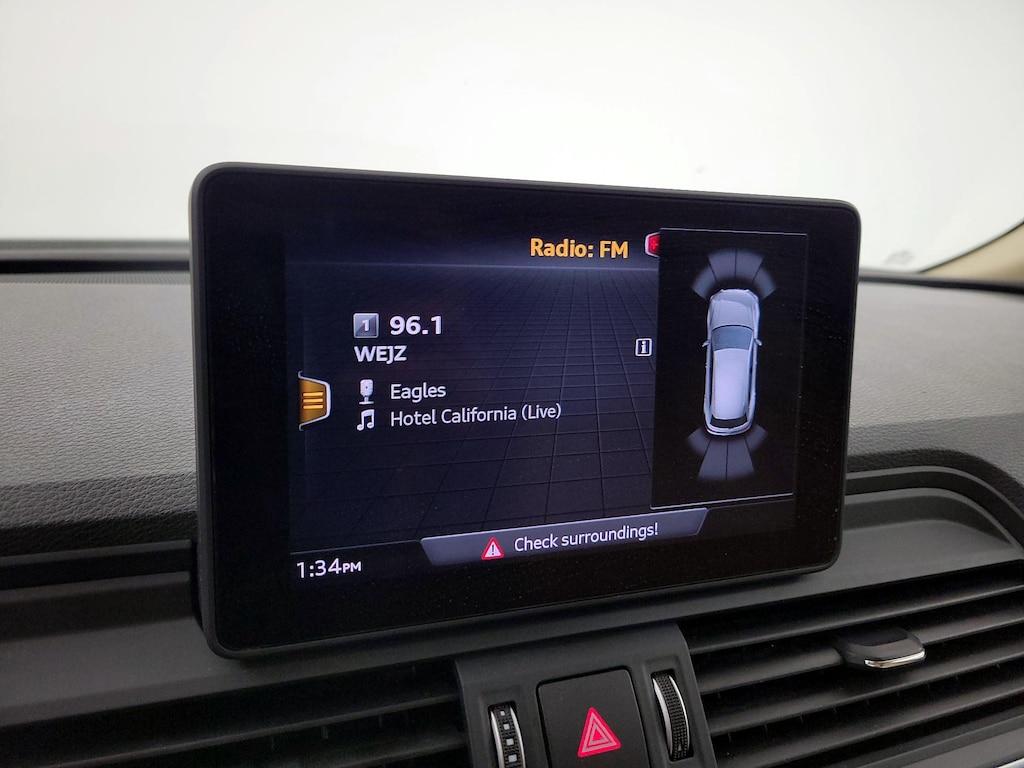 Radio: FM
1 96.1
WEJZ
i
Eagles
Hotel California (Live)
Check surroundings!
1:34PM